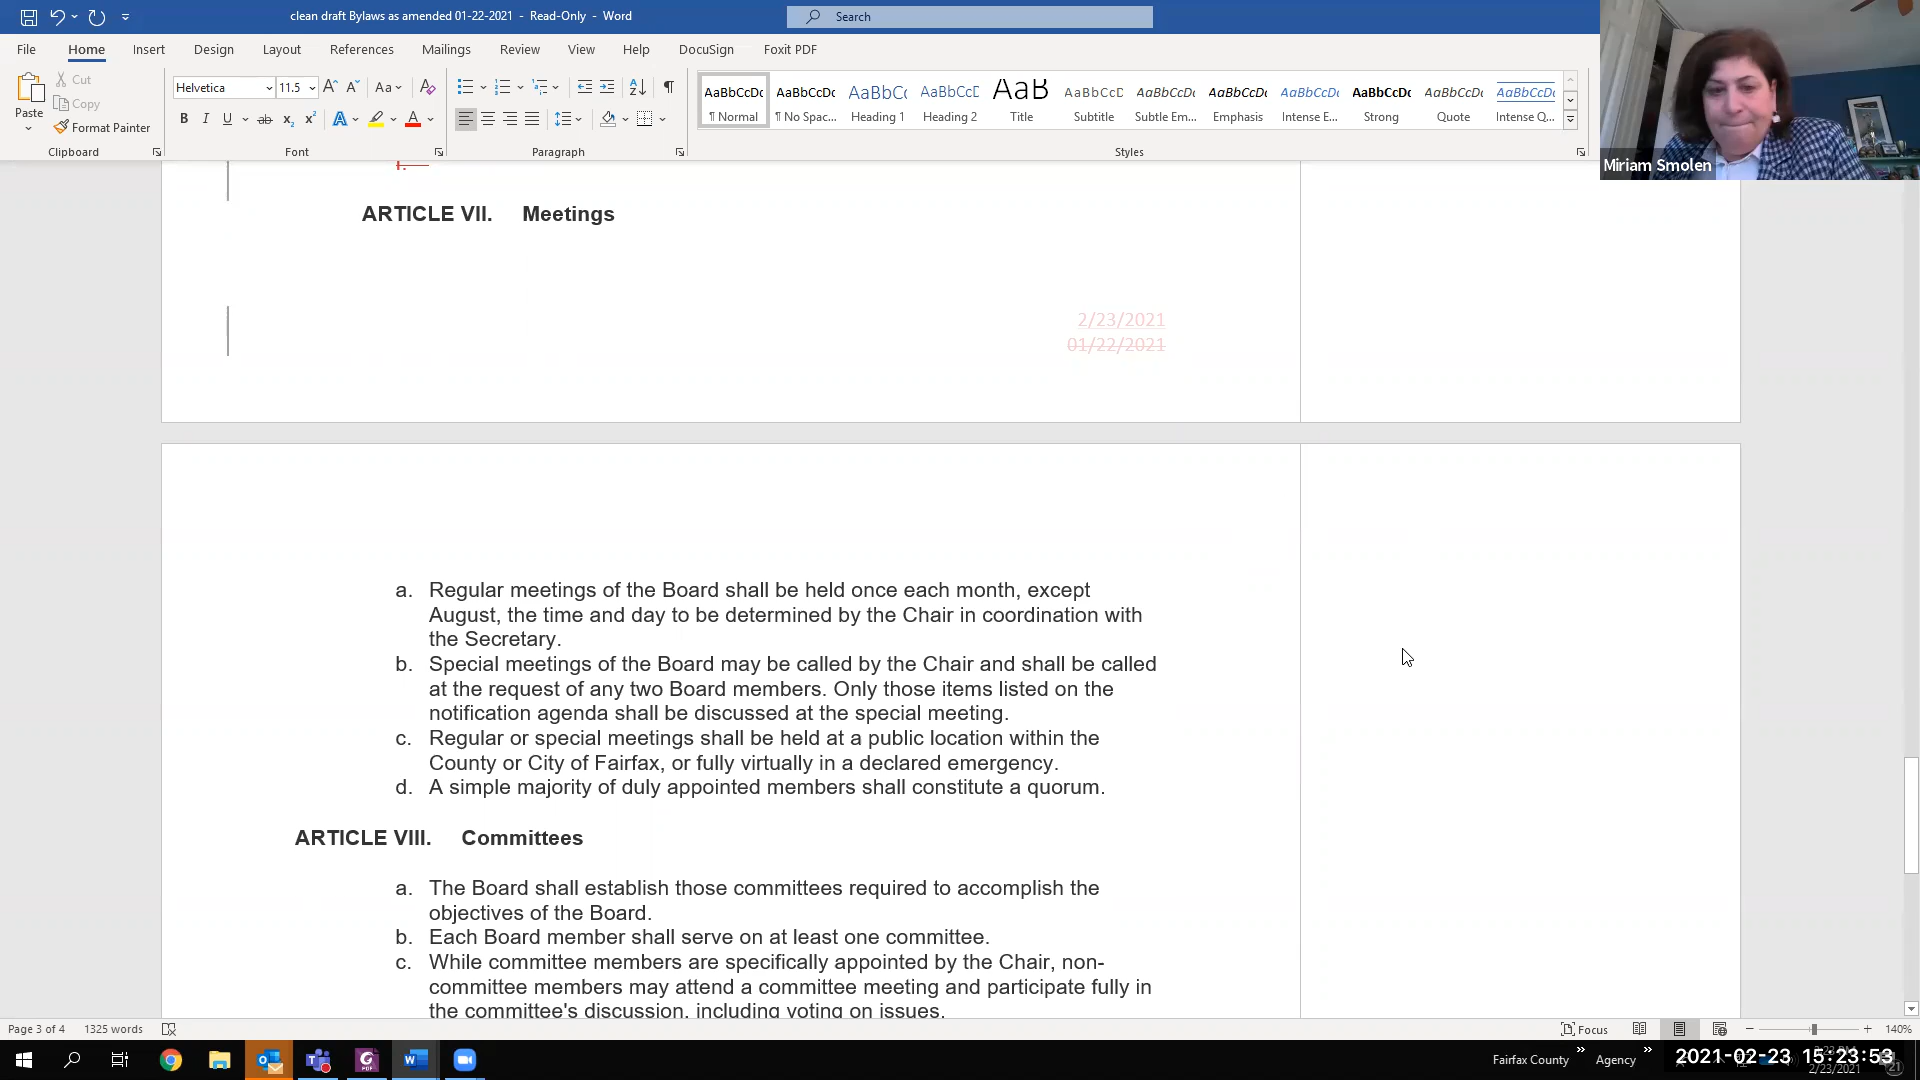 clean draft Bylaws as amended 01-22-2021 - Read-Only - Word
Search
File Home Insert Design Layout References Mailings Review View Help DocuSign Foxit PDF
Paste
Cut
Copy
Format Painter
Clipboard
Helvetica 11.5
Font
Paragraph
AaBbCcDc AaBbCcDc AaBbC( AaBbCcD AaB AaBbCcD AaBbCcDc AaBbCcDc AaBbCcDc AaBbCcDc AaBbCcDc AaBbCcDc
¶ Normal ¶ No Spac... Heading 1 Heading 2 Title Subtitle Subtle Em... Emphasis Intense E... Strong Quote Intense Q...
Styles
Miriam Smolen
ARTICLE VII. Meetings
2/23/2021
01/22/2021
a. Regular meetings of the Board shall be held once each month, except
August, the time and day to be determined by the Chair in coordination with
the Secretary.
b. Special meetings of the Board may be called by the Chair and shall be called
at the request of any two Board members. Only those items listed on the
notification agenda shall be discussed at the special meeting.
c. Regular or special meetings shall be held at a public location within the
County or City of Fairfax, or fully virtually in a declared emergency.
d. A simple majority of duly appointed members shall constitute a quorum.
ARTICLE VIII. Committees
a. The Board shall establish those committees required to accomplish the
objectives of the Board.
b. Each Board member shall serve on at least one committee.
c. While committee members are specifically appointed by the Chair, non-
committee members may attend a committee meeting and participate fully in
the committee's discussion, including voting on issues.
Page 3 of 4 1325 words
Focus
140%
Fairfax County Agency
2021-02-23 15:23:53
2/23/2021
21